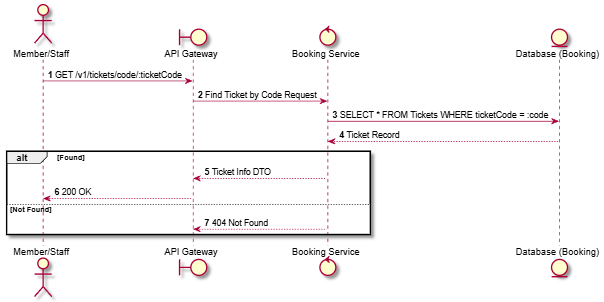 Member/Staff API Gateway Booking Service Database (Booking)
1 GET /v1/tickets/code/:ticketCode
2 Find Ticket by Code Request
3 SELECT * FROM Tickets WHERE ticketCode = :code
4 Ticket Record
alt [Found]
5 Ticket Info DTO
6 200 OK
[Not Found]
7 404 Not Found
Member/Staff API Gateway Booking Service Database (Booking)